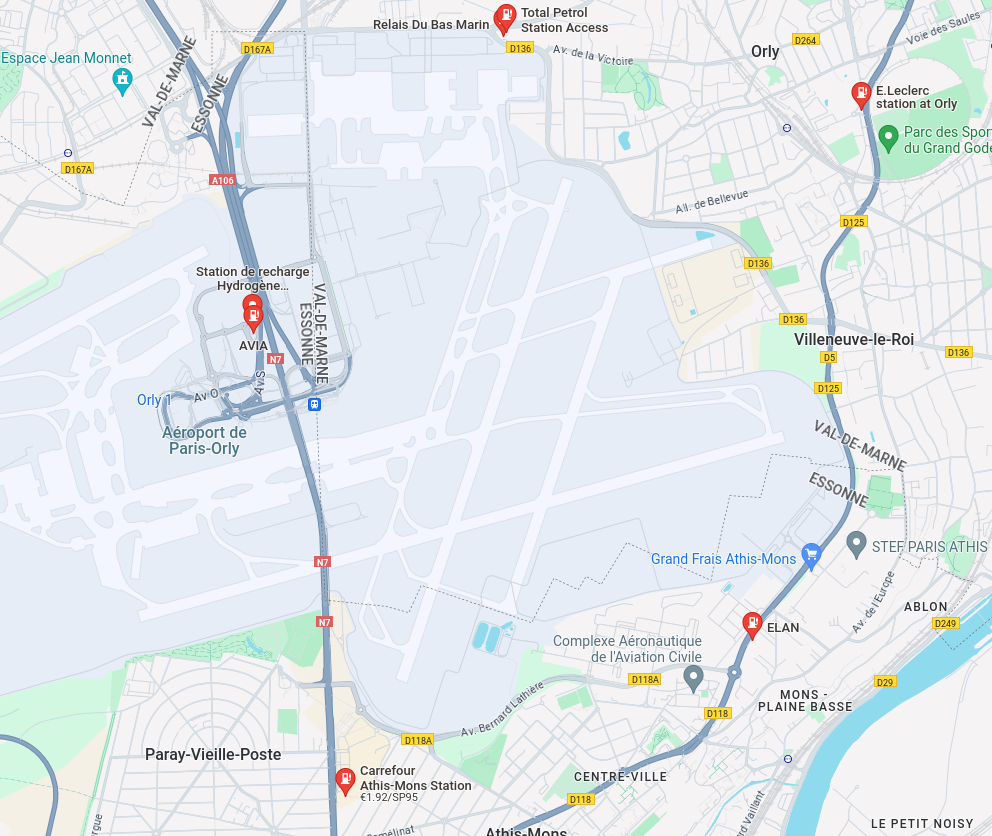 Total Petrol
Station Access
Relais Du Bas Marin
D167A
D136
Av. de la Victoire
Orly
D264
Voie des Saules
Espace Jean Monnet
VAL-DE-MARNE
ESSONNE
E.Leclerc
station at Orly
Parc des Spor
du Grand Gode
D167A
A106
All. de Bellevue
D125
D136
Station de recharge
Hydrogène...
VAL-DE-MARNE
ESSONNE
AVIA
N7
D136
Villeneuve-le-Roi
D136
D5
D125
Orly 1
Av O
Av S
Aéroport de
Paris-Orly
VAL-DE-MARNE
ESSONNE
N7
Grand Frais Athis-Mons
STEF PARIS ATHIS
Av. de l'Europe
ABLON
D249
N7
ELAN
Complexe Aéronautique
de l'Aviation Civile
D118A
D29
MONS -
PLAINE BASSE
D118
Av. Bernard Lathière
D118A
Paray-Vieille-Poste
Carrefour
Athis-Mons Station
€1.92/SP95
CENTRE-VILLE
D118
rd Vaillant
LE PETIT NOISY
Athis-Mons